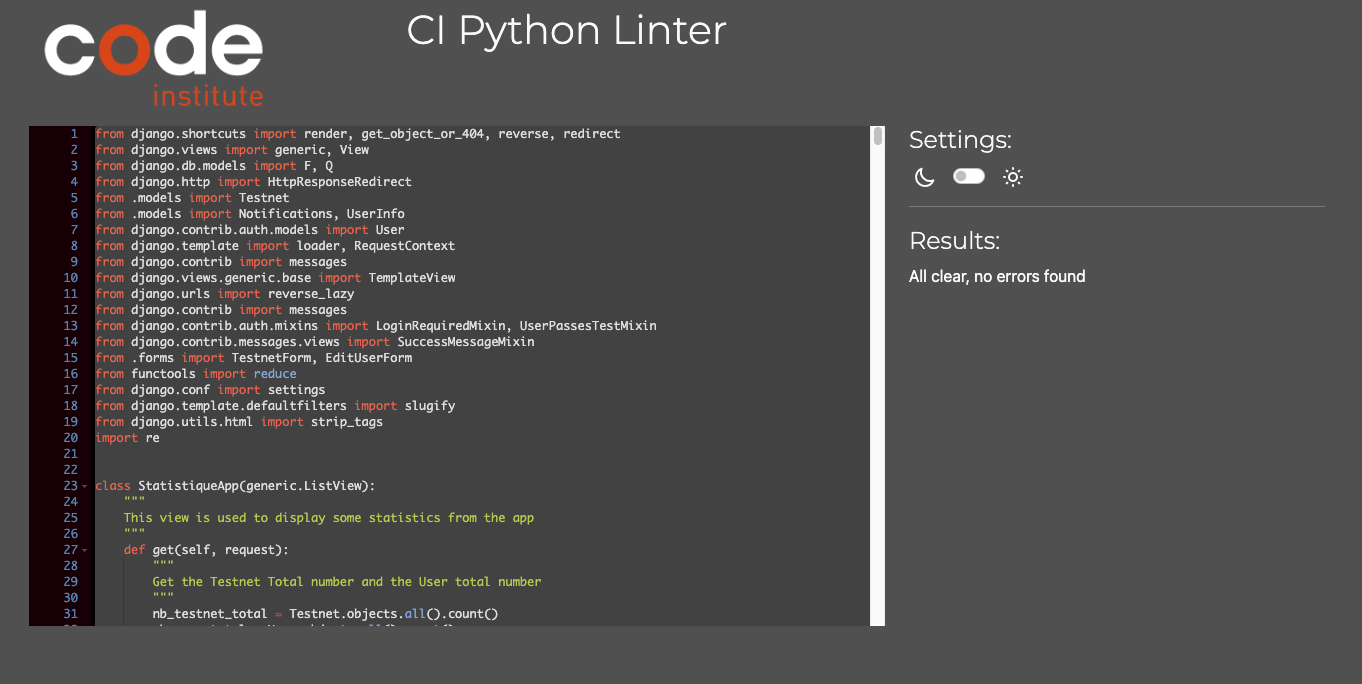 code
institute
CI Python Linter
1 from django.shortcuts import render, get_object_or_404, reverse, redirect
2 from django.views import generic, View
3 from django.db.models import F, Q
4 from django.http import HttpResponseRedirect
5 from .models import Testnet
6 from .models import Notifications, UserInfo
7 from django.contrib.auth.models import User
8 from django.template import loader, RequestContext
9 from django.contrib import messages
10 from django.views.generic.base import TemplateView
11 from django.urls import reverse_lazy
12 from django.contrib import messages
13 from django.contrib.auth.mixins import LoginRequiredMixin, UserPassesTestMixin
14 from django.contrib.messages.views import SuccessMessageMixin
15 from .forms import TestnetForm, EditUserForm
16 from functools import reduce
17 from django.conf import settings
18 from django.template.defaultfilters import slugify
19 from django.utils.html import strip_tags
20 import re
21
22
23 class StatistiqueApp(generic.ListView):
24 """
25 This view is used to display some statistics from the app
26 """
27 def get(self, request):
28 """
29 Get the Testnet Total number and the User total number
30 """
31 nb_testnet_total = Testnet.objects.all().count()
Settings:
Results:
All clear, no errors found